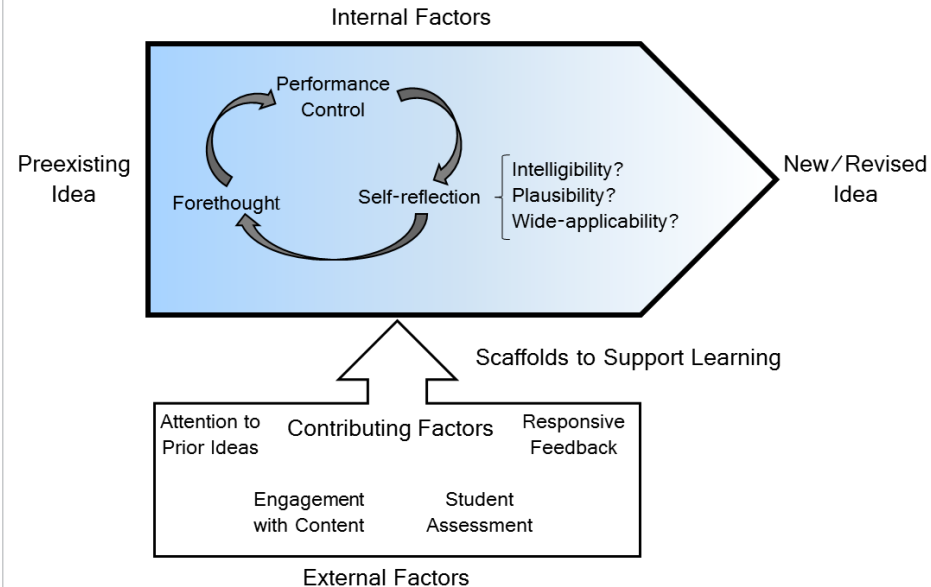 Internal Factors
Performance
Control
Preexisting
Idea
Forethought
Self-reflection
Intelligibility?
Plausibility?
Wide-applicability?
New/Revised
Idea
Scaffolds to Support Learning
Attention to
Prior Ideas
Contributing Factors
Responsive
Feedback
Engagement
with Content
Student
Assessment
External Factors